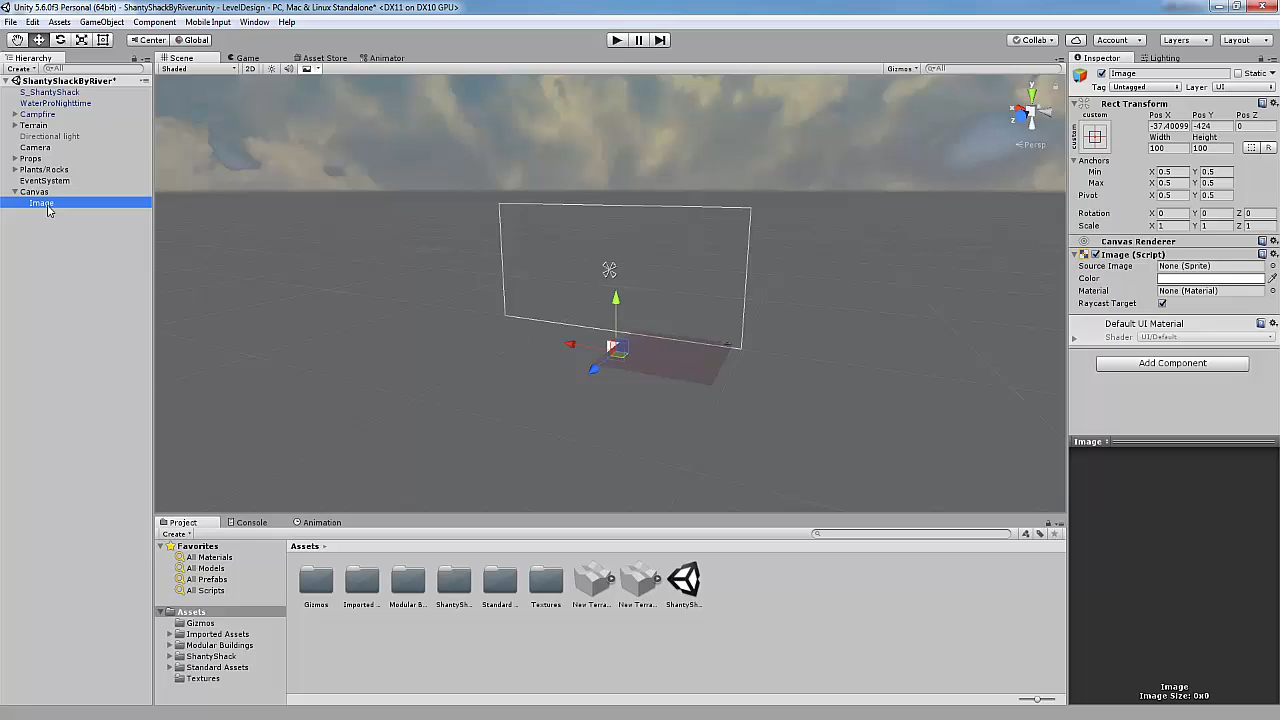 Unity 5.6.0f3 Personal (64bit) - ShantyShackByRiver.unity - LevelDesign - PC, Mac & Linux Standalone* <DX11 on DX10 GPU>
File Edit Assets GameObject Component Mobile Input Window Help
Center Global Collab Account Layers Layout
Hierarchy Scene Game Asset Store Animator Inspector Lighting
Create All Shaded 2D Gizmos All Image Static
ShantyShackByRiver* Tag Untagged Layer UI
S_ShantyShack
WaterProNighttime Rect Transform
Campfire custom Pos X Pos Y Pos Z
Terrain custom -37.40099 -424 0
Directional light Width Height
Camera Persp 100 100 R
Props Anchors
Plants/Rocks Min X 0.5 Y 0.5
EventSystem Max X 0.5 Y 0.5
Canvas Pivot X 0.5 Y 0.5
Image
Rotation X 0 Y 0 Z 0
Scale X 1 Y 1 Z 1
Canvas Renderer
Image (Script)
Source Image None (Sprite)
Color
Material None (Material)
Raycast Target
Default UI Material
Shader UI/Default
Add Component
Image
Project Console Animation
Create
Favorites Assets
All Materials
All Models
All Prefabs
All Scripts
Gizmos Imported .. Modular B... ShantySh... Standard .. Textures New Terra... New Terra... ShantySh..
Assets
Gizmos
Imported Assets
Modular Buildings
ShantyShack
Standard Assets
Textures
Image
Image Size: 0x0